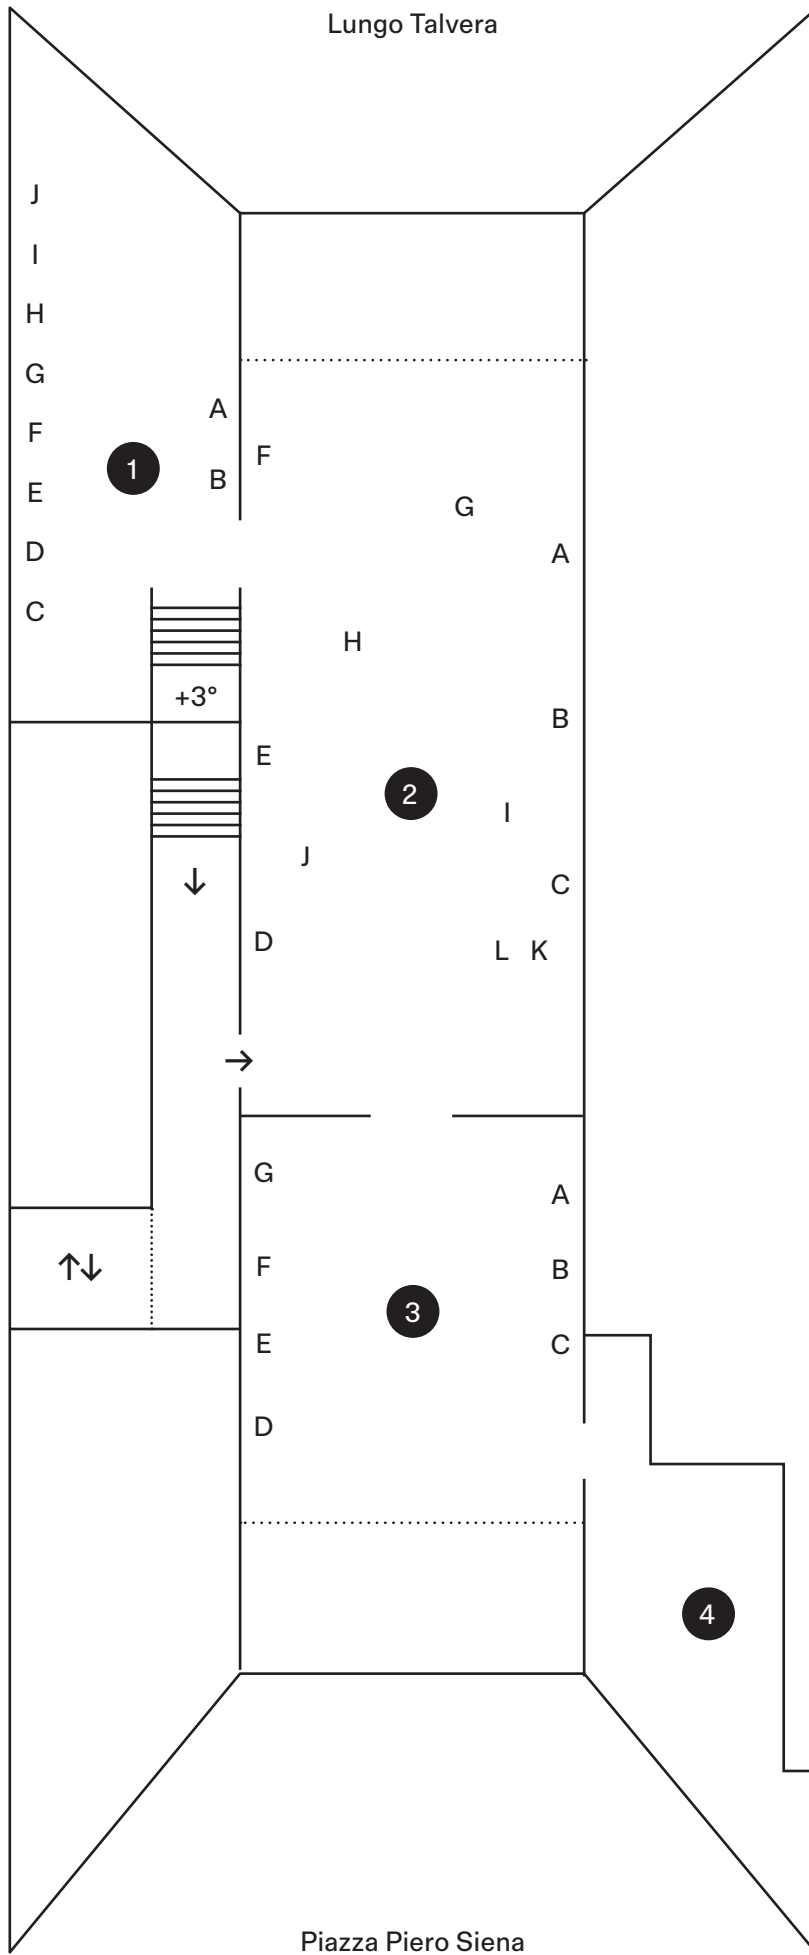 Lungo Talvera
J
I
H
G
F
E
D
C
A
B
1
F
G
A
H
+3°
B
E
2
I
J
↓
C
D
L K
→
G
A
↑↓
F
B
3
E
C
D
4
Piazza Piero Siena